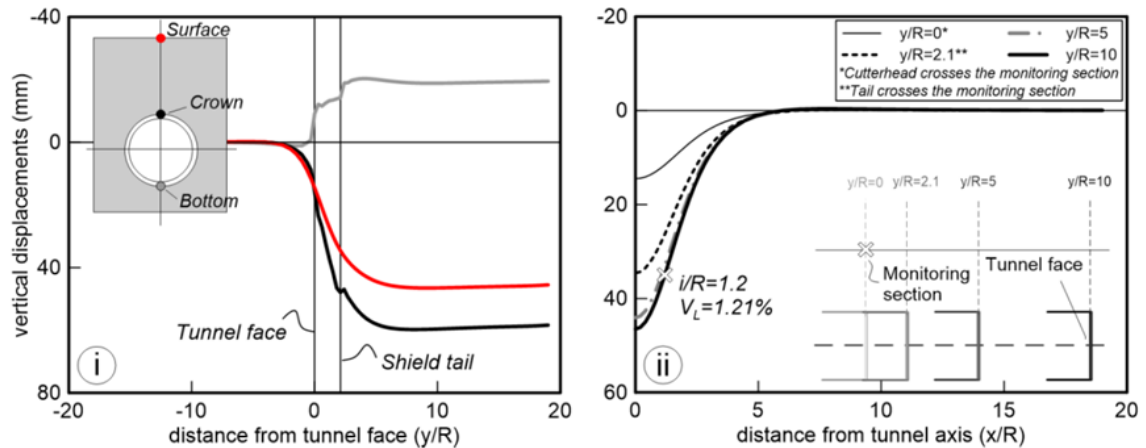 -40
-20
0
40
80
vertical displacements (mm)
Surface
Crown
Bottom
Tunnel face
Shield tail
i
-20
-10
0
10
20
distance from tunnel face (y/R)
-20
0
20
40
60
y/R=0*
y/R=5
y/R=2.1**
y/R=10
*Cutterhead crosses the monitoring section
**Tail crosses the monitoring section
y/R=0
y/R=2.1
y/R=5
y/R=10
Monitoring
section
Tunnel face
i/R=1.2
V_L=1.21%
ii
0
5
10
15
20
distance from tunnel axis (x/R)